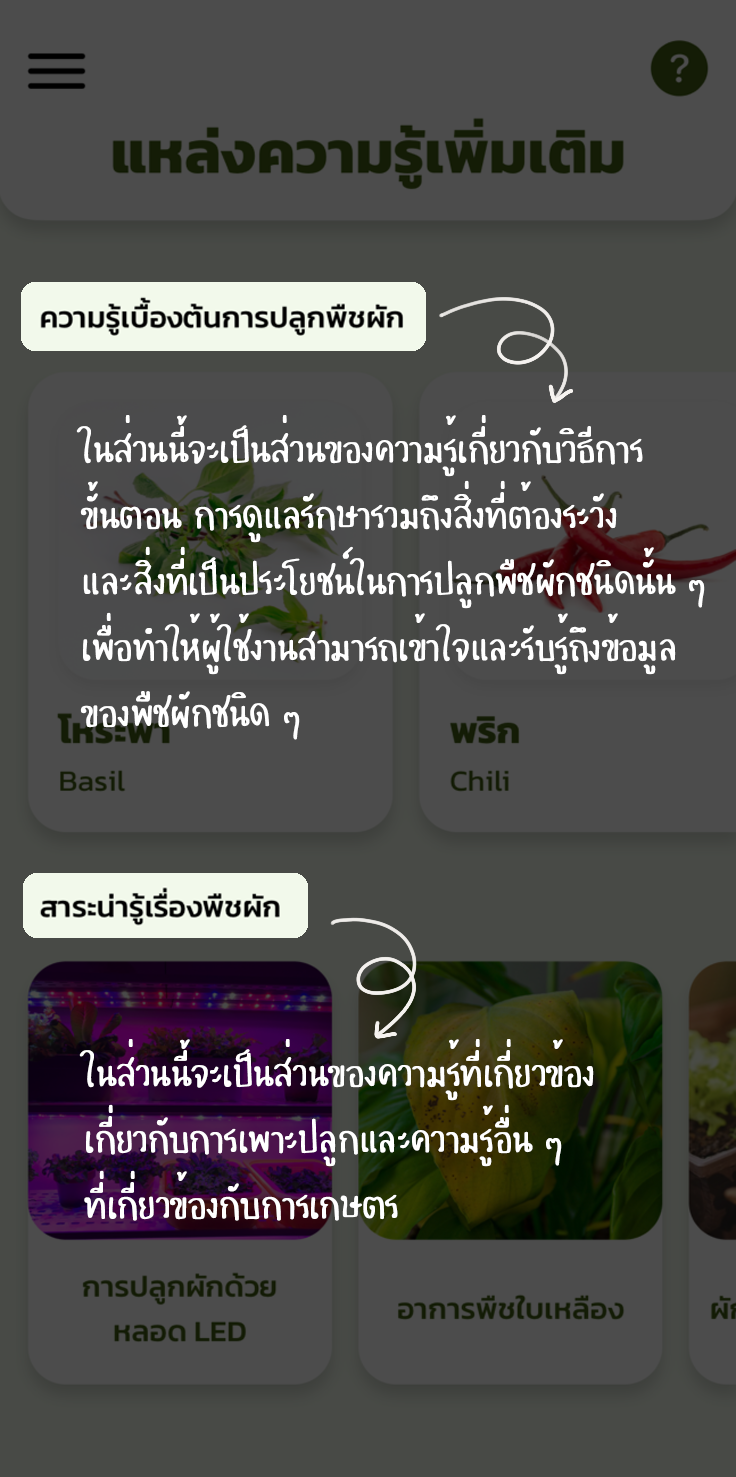 ?
แหล่งความรู้เพิ่มเติม
ความรู้เบื้องต้นการปลูกพืชผัก
ในส่วนนี้จะเป็นส่วนของความรู้เกี่ยวกับวิธีการ
ขั้นตอน การดูแลรักษารวมถึงสิ่งที่ต้องระวัง
และสิ่งที่เป็นประโยชน์ในการปลูกพืชผักชนิดนั้น ๆ
เพื่อทำให้ผู้ใช้งานสามารถเข้าใจและรับรู้ถึงข้อมูล
ของพืชผักชนิด ๆ
โหระพา
Basil
พริก
Chili
สาระน่ารู้เรื่องพืชผัก
ในส่วนนี้จะเป็นส่วนของความรู้ที่เกี่ยวข้อง
เกี่ยวกับการเพาะปลูกและความรู้อื่น ๆ
ที่เกี่ยวข้องกับการเกษตร
การปลูกผักด้วย
หลอด LED
อาการพืชใบเหลือง